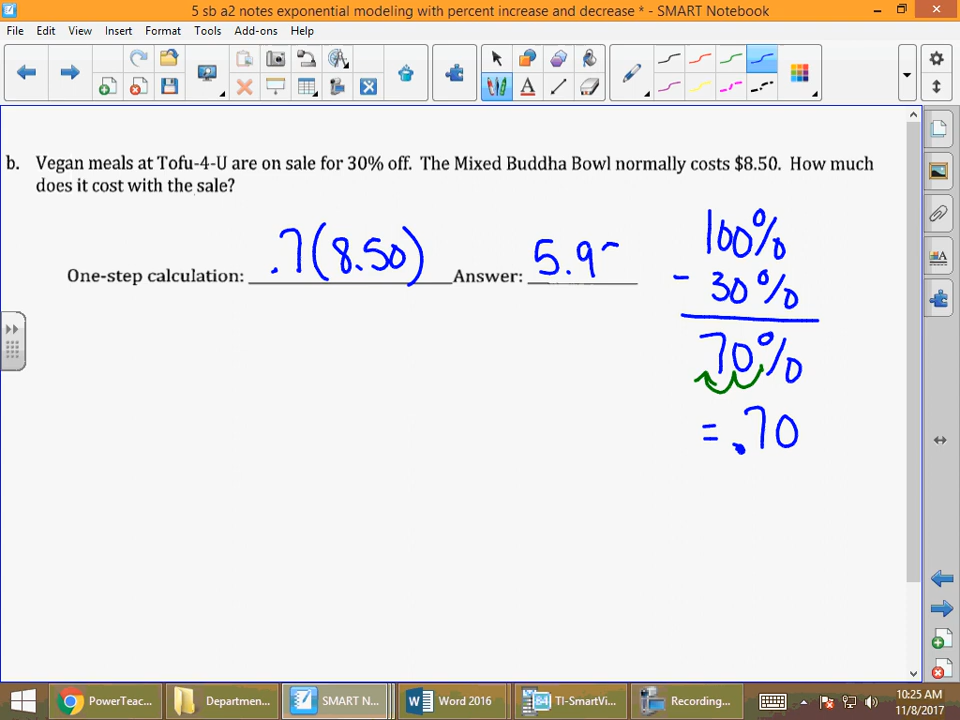 5 sb a2 notes exponential modeling with percent increase and decrease * - SMART Notebook
File Edit View Insert Format Tools Add-ons Help
b. Vegan meals at Tofu-4-U are on sale for 30% off. The Mixed Buddha Bowl normally costs $8.50. How much
does it cost with the sale?
One-step calculation: .7(8.50) Answer: 5.9
100%
- 30%
70%
= .70
PowerTeac... Departmen... SMART N... Word 2016 TI-SmartVi... Recording... 10:25 AM
11/8/2017